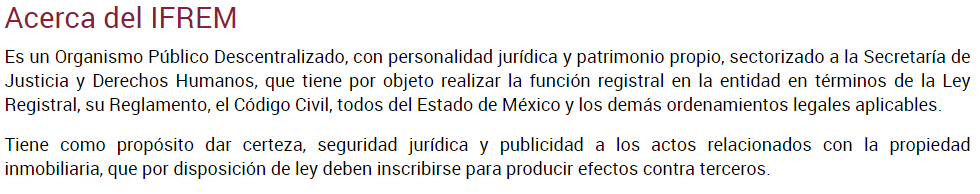 Acerca del IFREM
Es un Organismo Público Descentralizado, con personalidad jurídica y patrimonio propio, sectorizado a la Secretaría de
Justicia y Derechos Humanos, que tiene por objeto realizar la función registral en la entidad en términos de la Ley
Registral, su Reglamento, el Código Civil, todos del Estado de México y los demás ordenamientos legales aplicables.
Tiene como propósito dar certeza, seguridad jurídica y publicidad a los actos relacionados con la propiedad
inmobiliaria, que por disposición de ley deben inscribirse para producir efectos contra terceros.